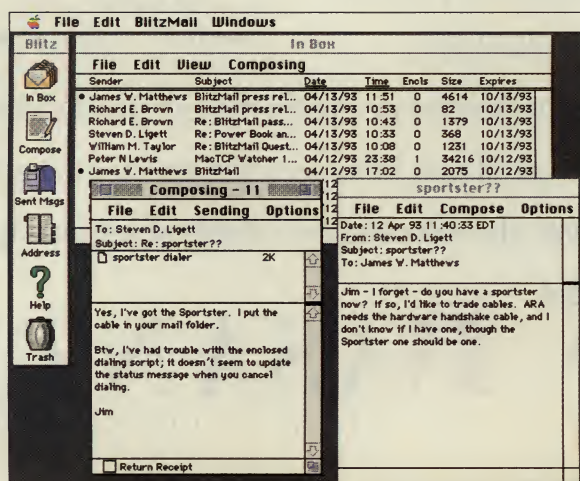 File Edit BlitzMail Windows
Blitz
In Box
Compose
Sent Msgs
Address
Help
Trash
In Box
File Edit View Composing
Sender Subject Date Time Encls Size Expires
• James W. Matthews BlitzMail press rel... 04/13/93 11:51 0 4614 10/13/93
Richard E. Brown BlitzMail press rel... 04/13/93 10:53 0 82 10/13/93
Richard E. Brown Re: BlitzMail pass... 04/13/93 10:43 0 1379 10/13/93
Steven D. Ligett Re: Power Book an... 04/13/93 10:33 0 368 10/13/93
William M. Taylor Re: BlitzMail Quest... 04/13/93 10:08 0 1231 10/13/93
Peter N Lewis MacTCP Watcher 1... 04/12/93 23:38 1 34216 10/12/93
• James W. Matthews BlitzMail 04/12/93 17:02 0 2075 10/12/93
Composing - 11
File Edit Sending Options
To: Steven D. Ligett
Subject: Re: sportster??
sportster dialer 2K
Yes, I've got the Sportster. I put the
cable in your mail folder.
Btw, I've had trouble with the enclosed
dialing script; it doesn't seem to update
the status message when you cancel
dialing.
Jim
Return Receipt
sportster??
File Edit Compose Options
Date: 12 Apr 93 11:40:33 EDT
From: Steven D. Ligett
Subject: sportster??
To: James W. Matthews
Jim - I forget - do you have a sportster
now? If so, I'd like to trade cables. ARA
needs the hardware handshake cable, and I
don't know if I have one, though the
Sportster one should be one.